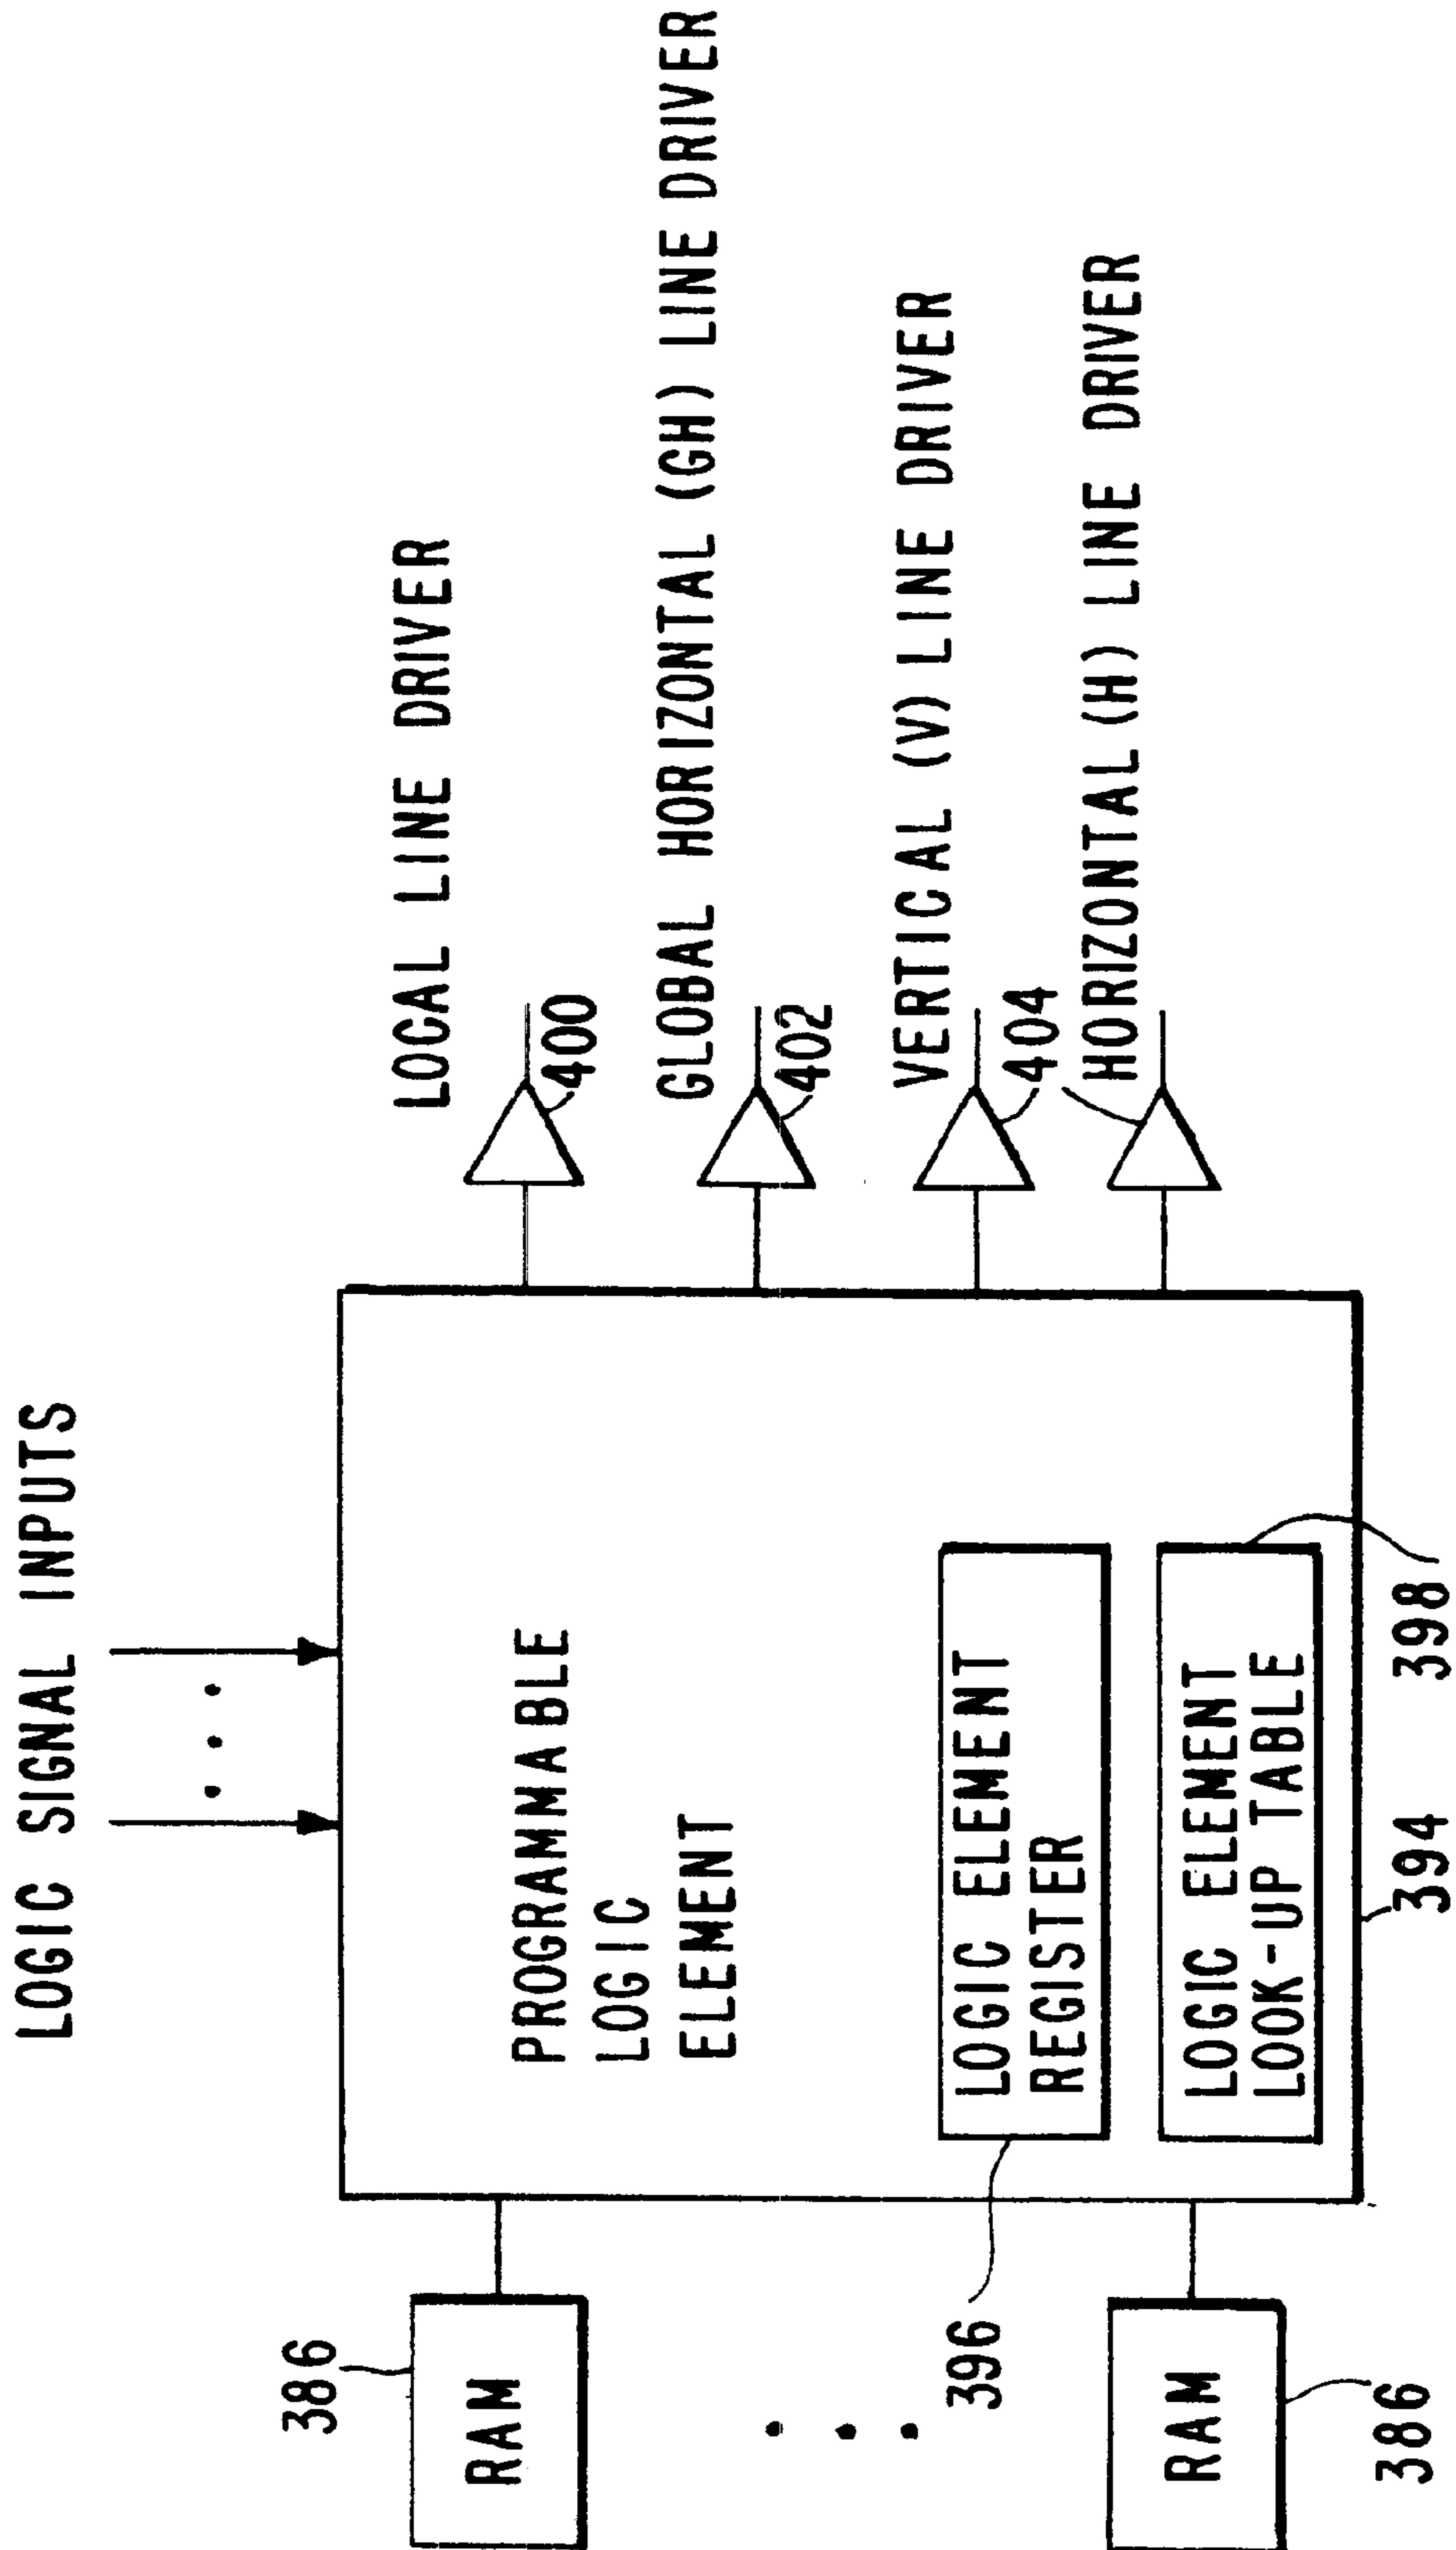 LOGIC SIGNAL INPUTS
386
RAM
386
RAM
PROGRAMMABLE
LOGIC
ELEMENT
396
LOGIC ELEMENT
REGISTER
LOGIC ELEMENT
LOOK-UP TABLE
398
394
LOCAL LINE DRIVER
400
GLOBAL HORIZONTAL (GH) LINE DRIVER
402
VERTICAL (V) LINE DRIVER
404
HORIZONTAL (H) LINE DRIVER